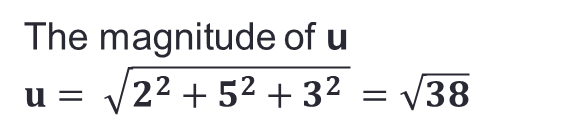 The magnitude of u
u = √(2² + 5² + 3²) = √38